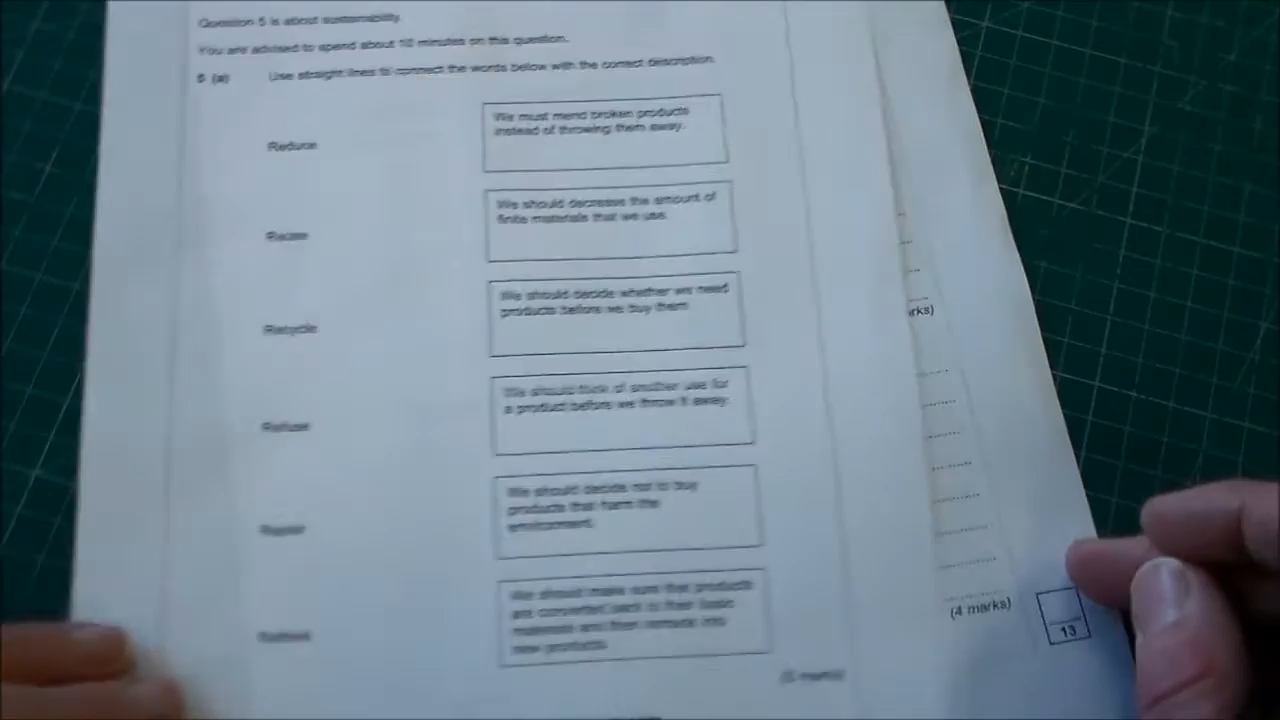 Question 5 is about sustainability.
You are advised to spend about 10 minutes on this question.
5 (a) Use straight lines to connect the words below with the correct description.
Reduce
We must mend broken products
instead of throwing them away.
Reuse
We should decrease the amount of
finite materials that we use.
Recycle
We should decide whether we need
products before we buy them
Refuse
We should think of another use for
a product before we throw it away.
Repair
We should decide not to buy
products that harm the
environment.
Rethink
We should make sure that products
are converted back to their basic
materials and then remade into
new products.
marks)
rks)
(4 marks)
13